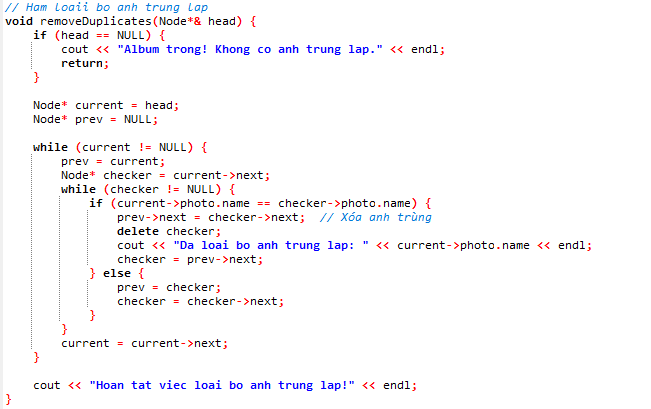 // Ham loaii bo anh trung lap
void removeDuplicates(Node*& head) {
    if (head == NULL) {
        cout << "Album trong! Khong co anh trung lap." << endl;
        return;
    }

    Node* current = head;
    Node* prev = NULL;

    while (current != NULL) {
        prev = current;
        Node* checker = current->next;
        while (checker != NULL) {
            if (current->photo.name == checker->photo.name) {
                prev->next = checker->next;  // Xóa anh trùng
                delete checker;
                cout << "Da loai bo anh trung lap: " << current->photo.name << endl;
                checker = prev->next;
            } else {
                prev = checker;
                checker = checker->next;
            }
        }
        current = current->next;
    }

    cout << "Hoan tat viec loai bo anh trung lap!" << endl;
}